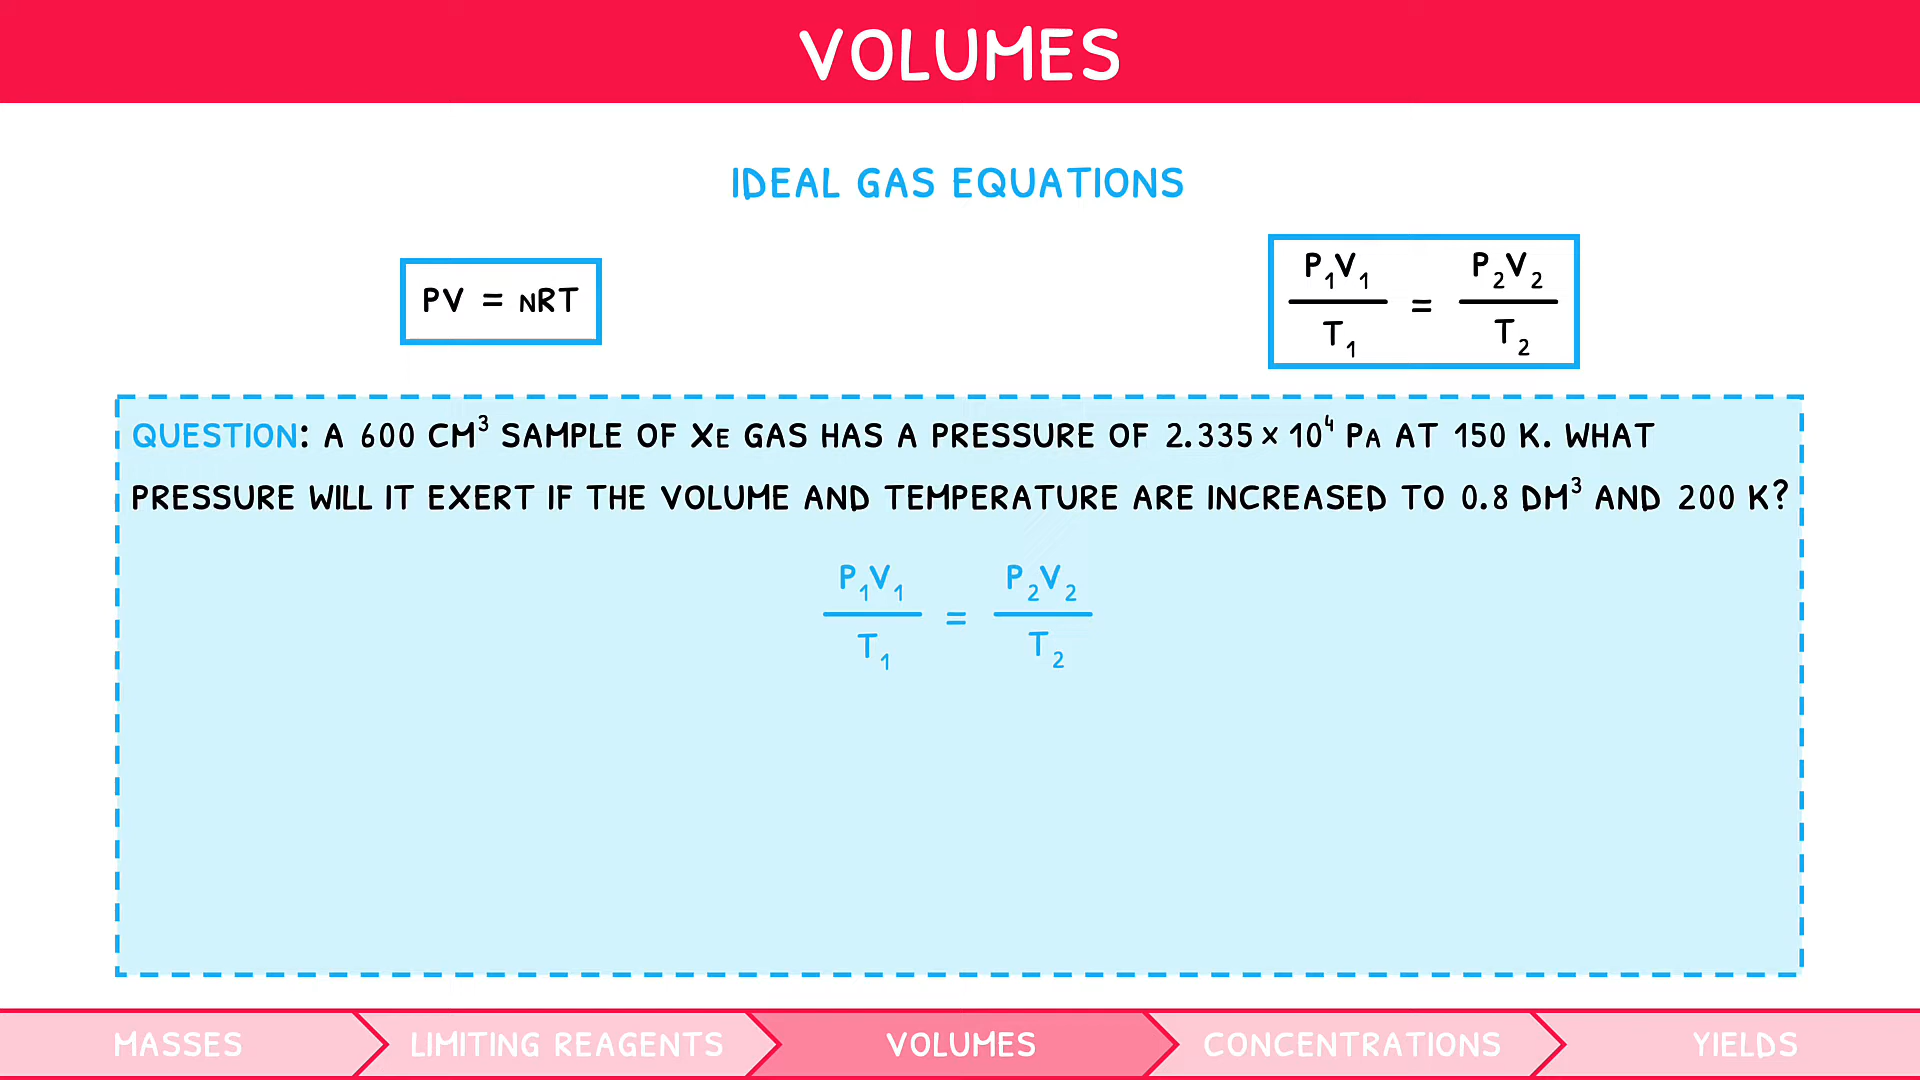 VOLUMES
IDEAL GAS EQUATIONS
PV = nRT
P₁V₁ / T₁ = P₂V₂ / T₂
QUESTION: A 600 CM³ SAMPLE OF Xe GAS HAS A PRESSURE OF 2.335 × 10⁴ Pa AT 150 K. WHAT
PRESSURE WILL IT EXERT IF THE VOLUME AND TEMPERATURE ARE INCREASED TO 0.8 DM³ AND 200 K?
P₁V₁ / T₁ = P₂V₂ / T₂
MASSES
LIMITING REAGENTS
VOLUMES
CONCENTRATIONS
YIELDS